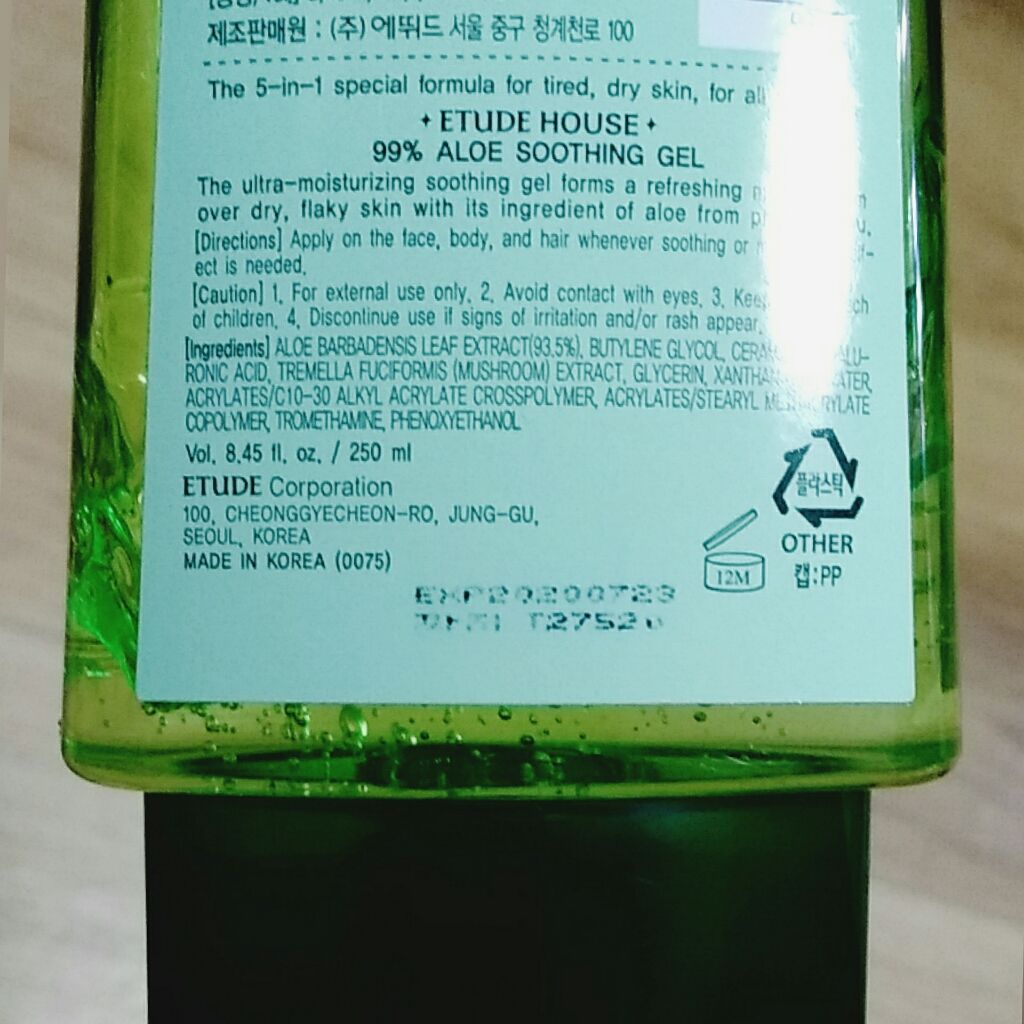 제조판매원 : (주) 에뛰드 서울 중구 청계천로 100
The 5-in-1 special formula for tired, dry skin, for
ETUDE HOUSE
99% ALOE SOOTHING GEL
The ultra-moisturizing soothing gel forms a refreshing
over dry, flaky skin with its ingredient of aloe from
[Directions] Apply on the face, body, and hair whenever soothing or
ect is needed.
[Caution] 1. For external use only. 2. Avoid contact with eyes. 3.
of children. 4. Discontinue use if signs of irritation and/or rash appear.
[Ingredients] ALOE BARBADENSIS LEAF EXTRACT(93.5%), BUTYLENE GLYCOL,
RONIC ACID, TREMELLA FUCIFORMIS (MUSHROOM) EXTRACT, GLYCERIN,
ACRYLATES/C10-30 ALKYL ACRYLATE CROSSPOLYMER, ACRYLATES/STEARYL
COPOLYMER, TROMETHAMINE, PHENOXYETHANOL
Vol. 8.45 fl. oz. / 250 ml
ETUDE Corporation
100, CHEONGGYECHEON-RO, JUNG-GU,
SEOUL, KOREA
MADE IN KOREA (0075)
플라스틱
OTHER
캡:PP
12M
EXP20200723